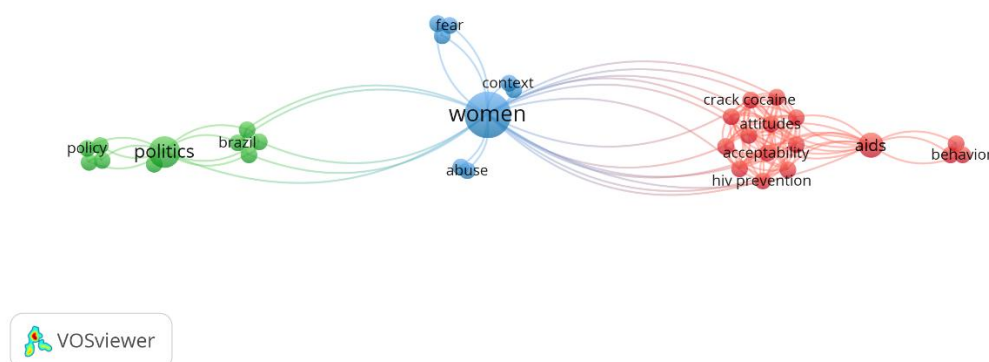 fear
context
women
abuse
policy
politics
brazil
crack cocaine
attitudes
acceptability
hiv prevention
aids
behavior
VOSviewer